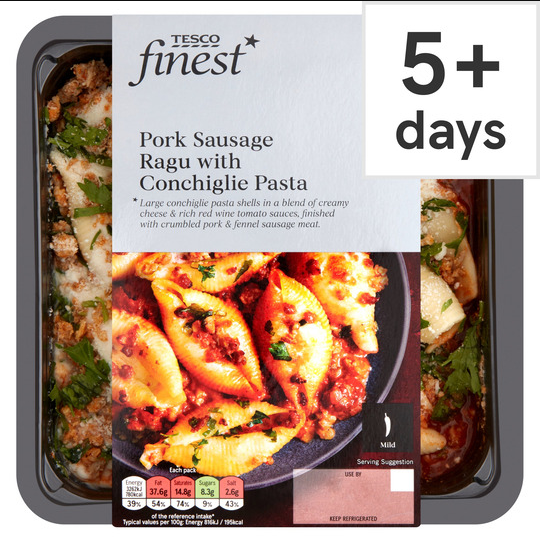 TESCO
finest*
5+
days
Pork Sausage
Ragu with
Conchiglie Pasta
* Large conchiglie pasta shells in a blend of creamy
cheese & rich red wine tomato sauces, finished
with crumbled pork & fennel sausage meat.
Mild
Serving Suggestion
Each pack
Energy Fat Saturates Sugars Salt
3262kJ 780kcal 37.6g 14.8g 8.3g 2.6g
39% 54% 74% 9% 43%
of the reference intake*
Typical values per 100g: Energy 816kJ / 195kcal
USE BY
KEEP REFRIGERATED